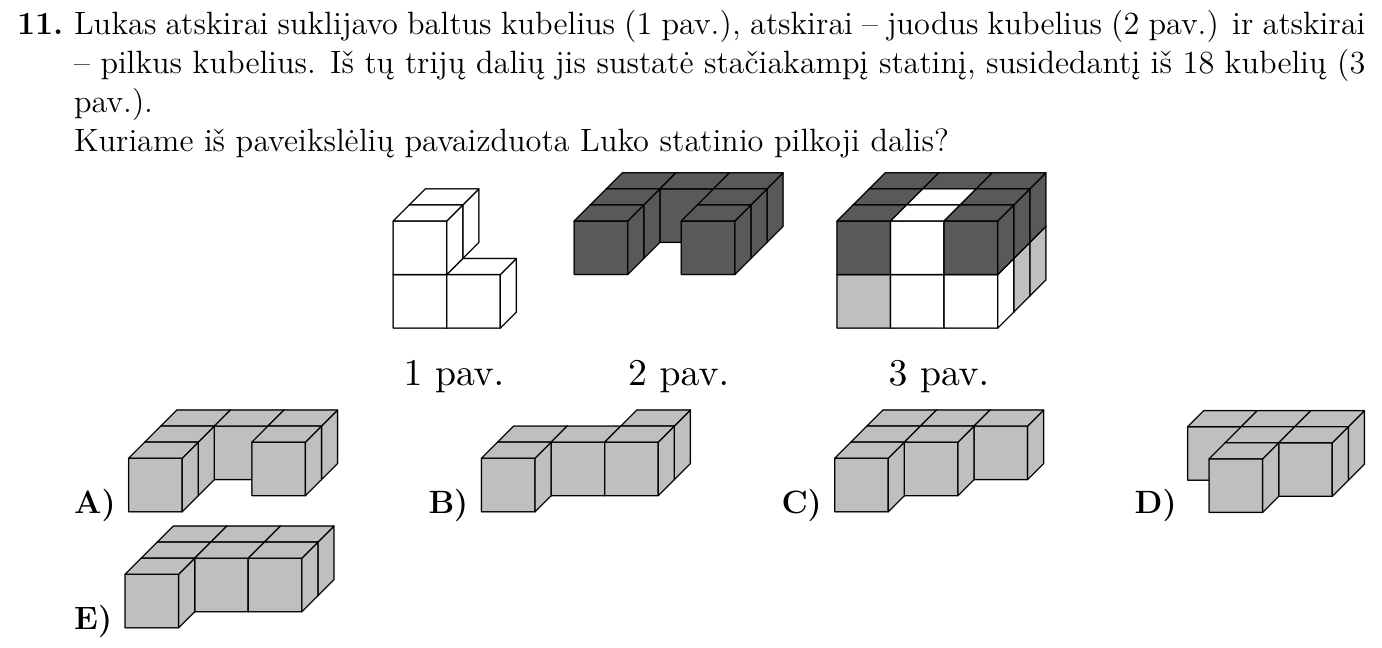 11. Lukas atskirai suklijavo baltus kubelius (1 pav.), atskirai – juodus kubelius (2 pav.) ir atskirai
– pilkus kubelius. Iš tų trijų dalių jis sustatė stačiakampį statinį, susidedantį iš 18 kubelių (3
pav.).
Kuriame iš paveikslėlių pavaizduota Luko statinio pilkoji dalis?
1 pav. 2 pav. 3 pav.
A) B) C) D)
E)